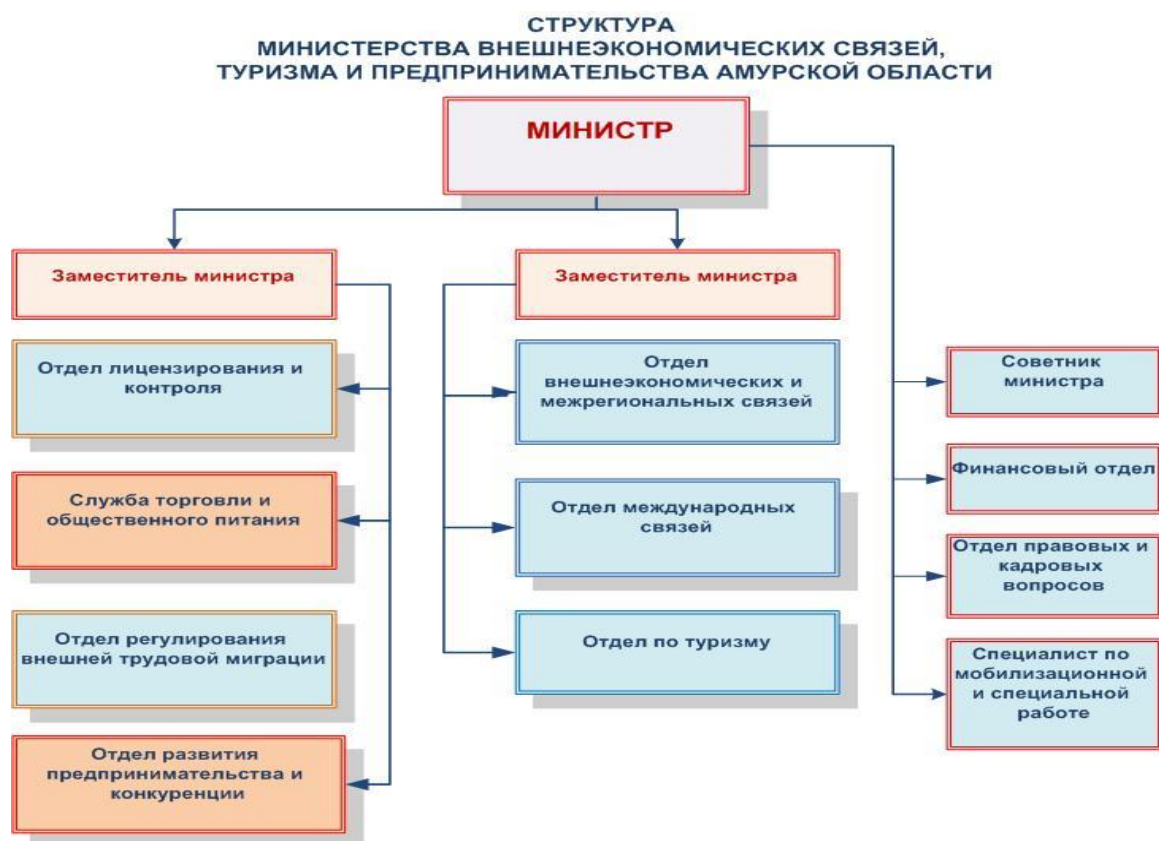 СТРУКТУРА
МИНИСТЕРСТВА ВНЕШНЕЭКОНОМИЧЕСКИХ СВЯЗЕЙ,
ТУРИЗМА И ПРЕДПРИНИМАТЕЛЬСТВА АМУРСКОЙ ОБЛАСТИ
МИНИСТР
Заместитель министра
Отдел лицензирования и
контроля
Служба торговли и
общественного питания
Отдел регулирования
внешней трудовой миграции
Отдел развития
предпринимательства и
конкуренции
Заместитель министра
Отдел
внешнеэкономических и
межрегиональных связей
Отдел международных
связей
Отдел по туризму
Советник
министра
Финансовый отдел
Отдел правовых и
кадровых
вопросов
Специалист по
мобилизационной
и специальной
работе